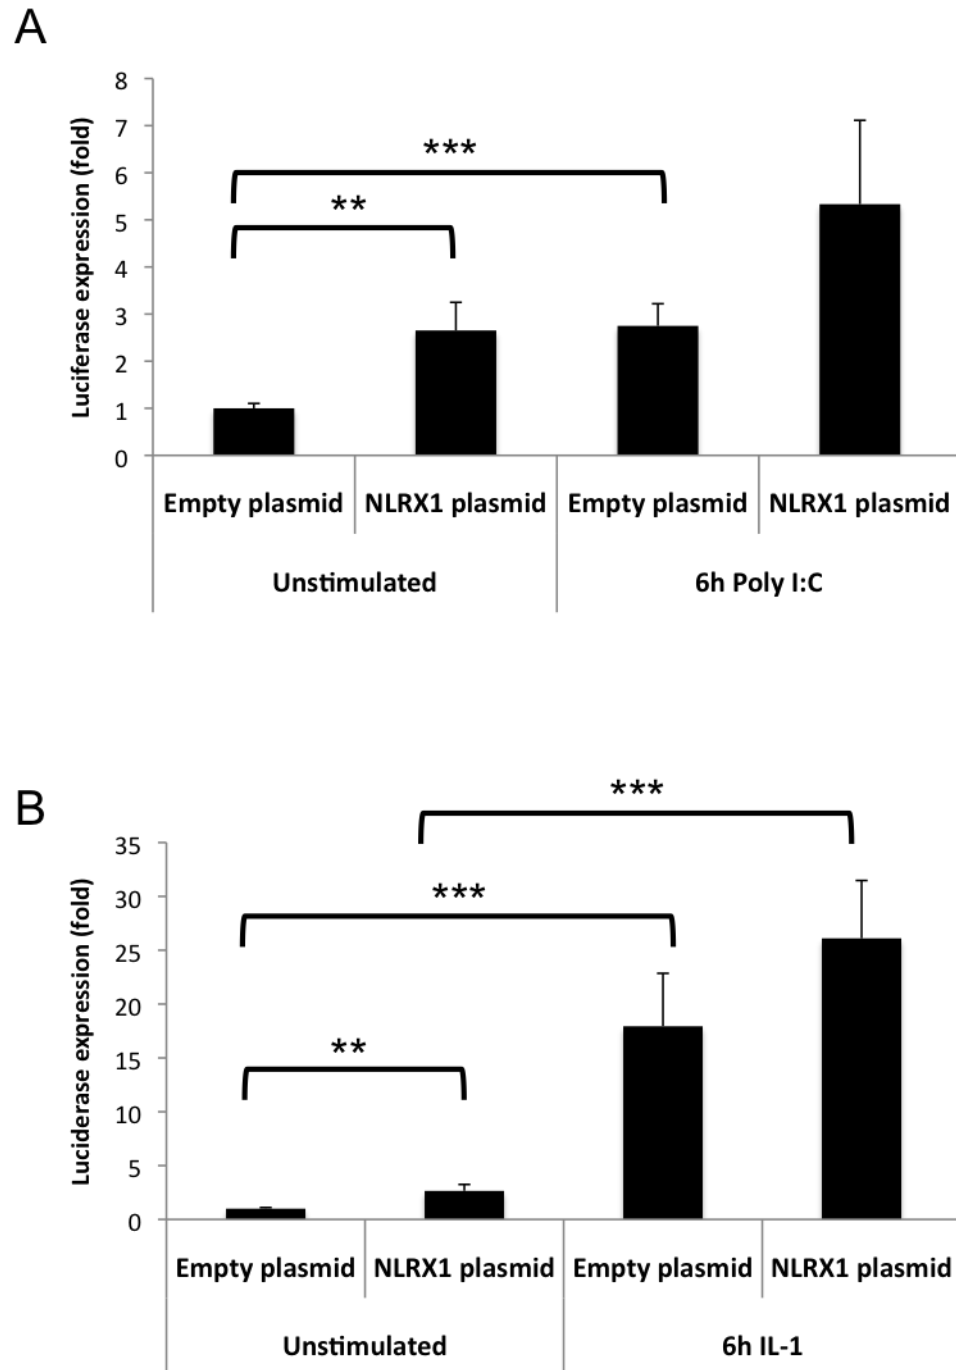 A
Luciferase expression (fold)
8
7
6
5
4
3
2
1
0
***
**
Empty plasmid NLRX1 plasmid Empty plasmid NLRX1 plasmid
Unstimulated 6h Poly I:C
B
Luciderase expression (fold)
35
30
25
20
15
10
5
0
***
***
**
Empty plasmid NLRX1 plasmid Empty plasmid NLRX1 plasmid
Unstimulated 6h IL-1